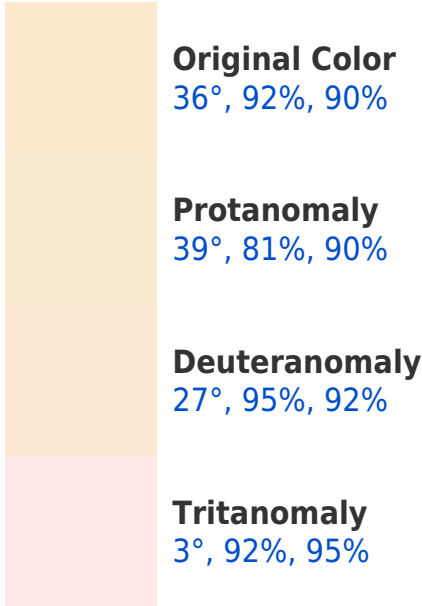 Original Color
36°, 92%, 90%
Protanomaly
39°, 81%, 90%
Deuteranomaly
27°, 95%, 92%
Tritanomaly
3°, 92%, 95%